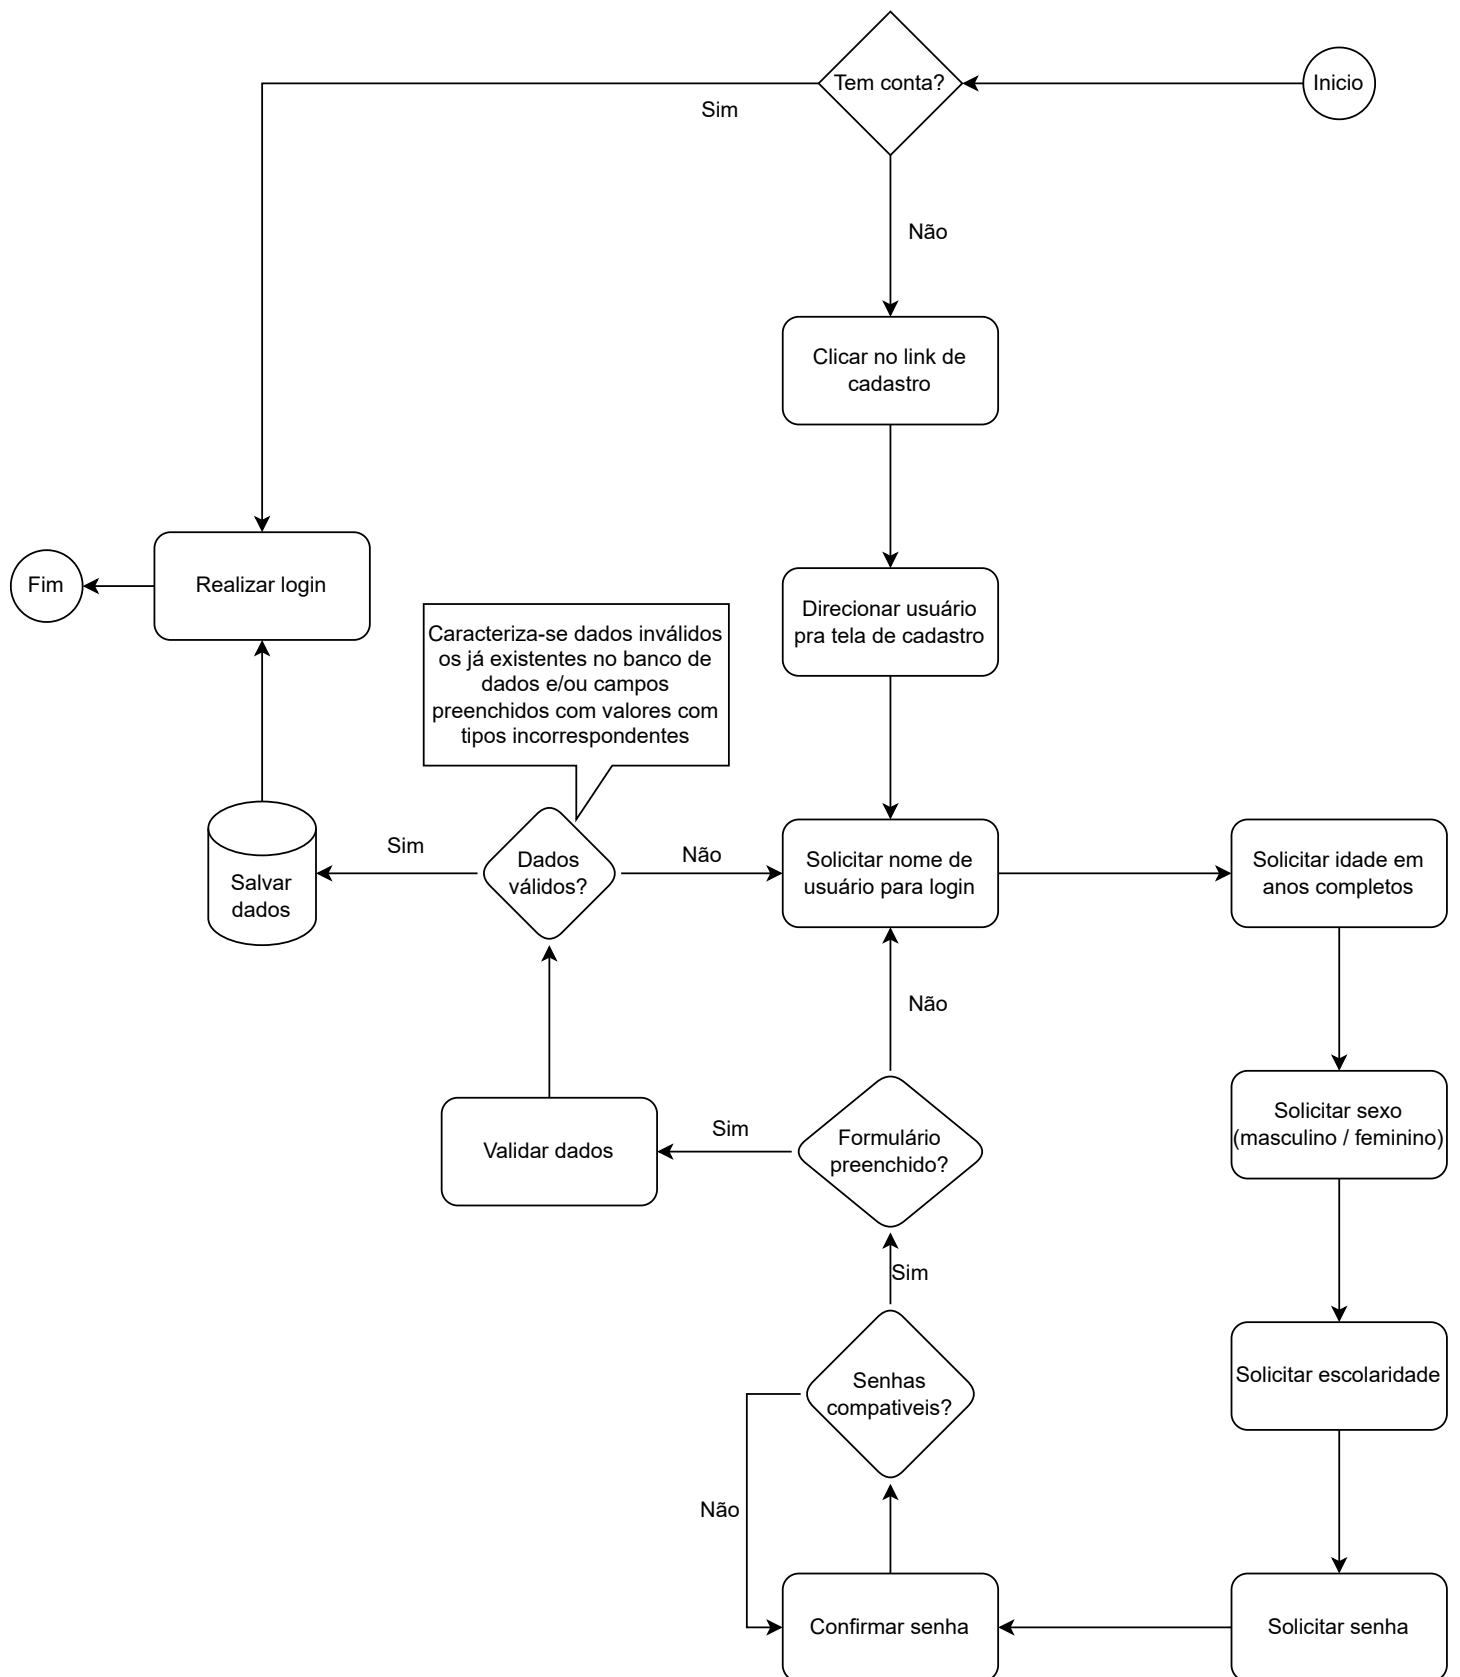 Tem conta?
Inicio
Sim
Não
Clicar no link de
cadastro
Realizar login
Fim
Direcionar usuário
pra tela de cadastro
Caracteriza-se dados inválidos
os já existentes no banco de
dados e/ou campos
preenchidos com valores com
tipos incorrespondentes
Salvar
dados
Sim
Dados
válidos?
Não
Solicitar nome de
usuário para login
Solicitar idade em
anos completos
Não
Validar dados
Sim
Formulário
preenchido?
Solicitar sexo
(masculino / feminino)
Sim
Senhas
compativeis?
Solicitar escolaridade
Não
Confirmar senha
Solicitar senha